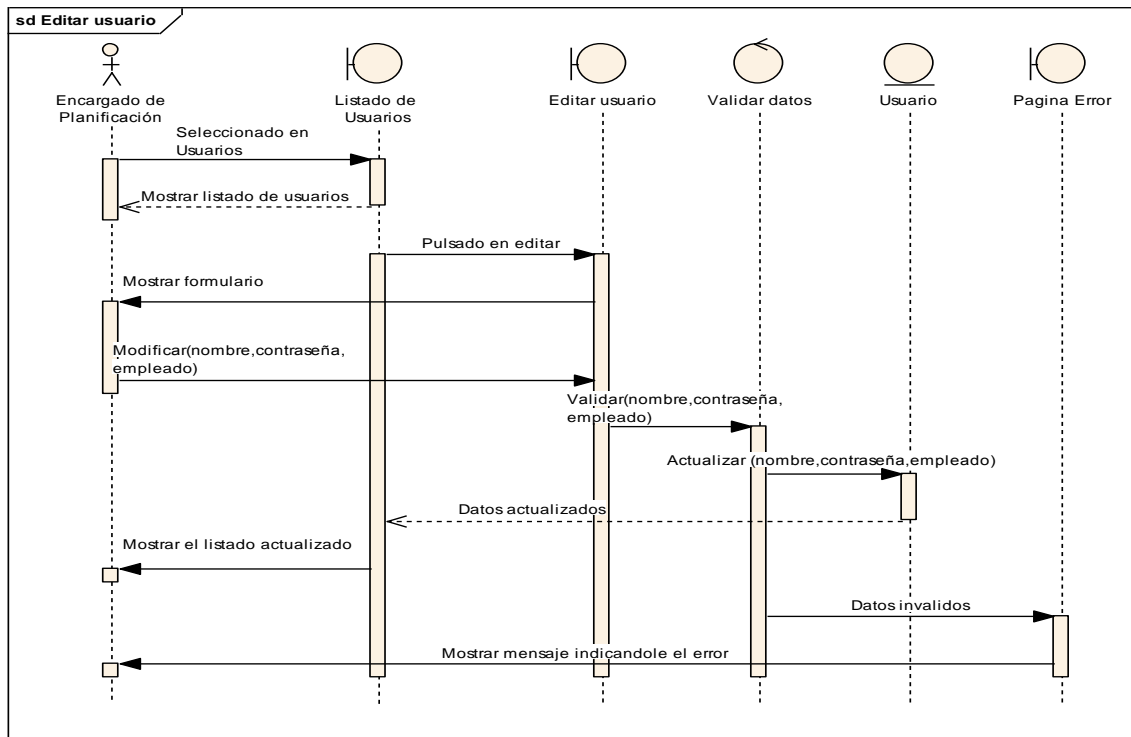 sd Editar usuario
Encargado de
Planificación
Listado de
Usuarios
Editar usuario
Validar datos
Usuario
Pagina Error
Seleccionado en
Usuarios
Mostrar listado de usuarios
Pulsado en editar
Mostrar formulario
Modificar(nombre,contraseña,
empleado)
Validar(nombre,contraseña,
empleado)
Actualizar (nombre,contraseña,empleado)
Datos actualizados
Mostrar el listado actualizado
Datos invalidos
Mostrar mensaje indicandole el error